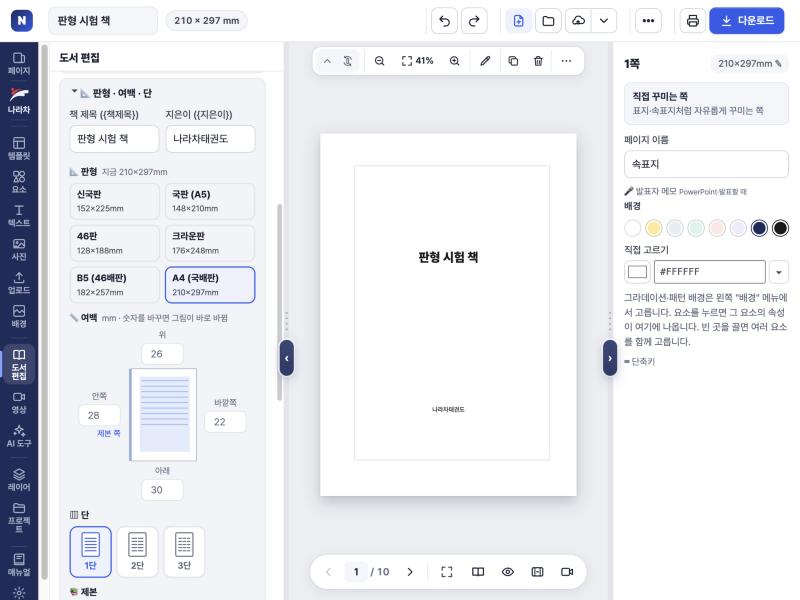 N
판형 시험 책
210 × 297 mm
다운로드
페이지
나라차
템플릿
요소
텍스트
사진
업로드
배경
도서
편집
영상
AI 도구
레이어
프로젝
트
매뉴얼
도서 편집
판형 · 여백 · 단
책 제목 ({책제목})
지은이 ({지은이})
판형 시험 책
나라차태권도
판형 지금 210×297mm
신국판
152×225mm
국판 (A5)
148×210mm
46판
128×188mm
크라운판
176×248mm
B5 (46배판)
182×257mm
A4 (국배판)
210×297mm
여백 mm · 숫자를 바꾸면 그림이 바로 바뀜
위
26
안쪽
28
제본 쪽
바깥쪽
22
아래
30
단
1단
2단
3단
제본
41%
판형 시험 책
나라차태권도
1 / 10
1쪽
210×297mm
직접 꾸미는 쪽
표지·속표지처럼 자유롭게 꾸미는 쪽
페이지 이름
속표지
발표자 메모 PowerPoint·발표할 때
배경
직접 고르기
#FFFFFF
그라데이션·패턴 배경은 왼쪽 "배경" 메뉴에
서 고릅니다. 요소를 누르면 그 요소의 속성
이 여기에 나옵니다. 빈 곳을 끌면 여러 요소
를 함께 고릅니다.
단축키